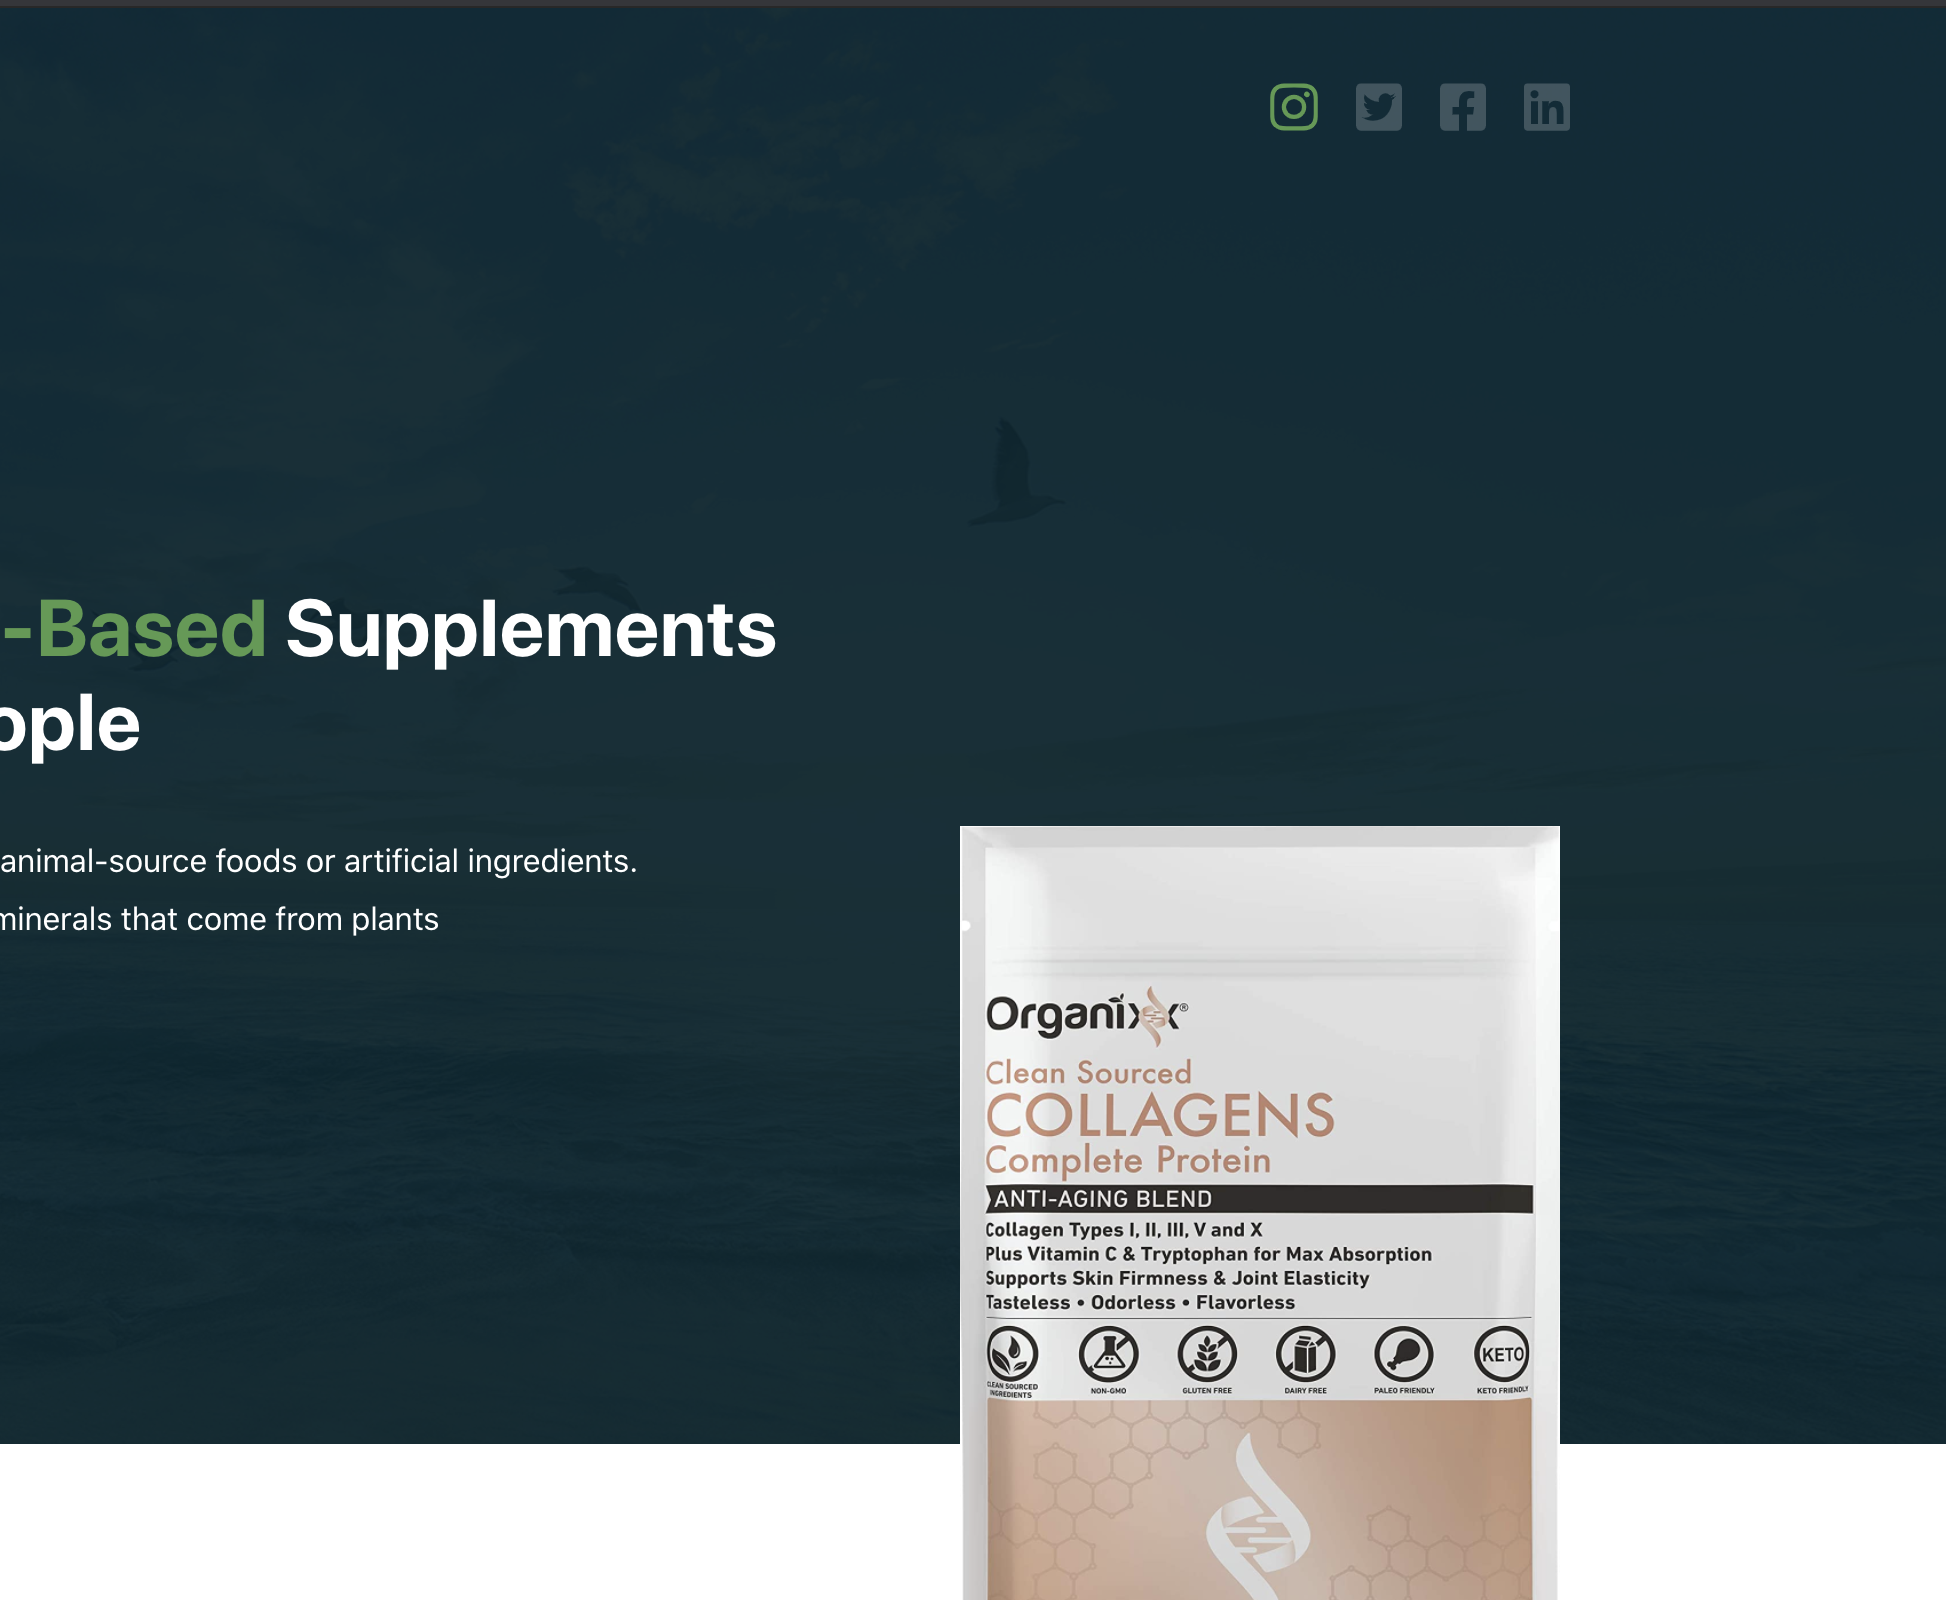 -Based Supplements
ople
animal-source foods or artificial ingredients.
minerals that come from plants
Organixx®
Clean Sourced
COLLAGENS
Complete Protein
ANTI-AGING BLEND
Collagen Types I, II, III, V and X
Plus Vitamin C & Tryptophan for Max Absorption
Supports Skin Firmness & Joint Elasticity
Tasteless • Odorless • Flavorless
KETO
CLEAN SOURCED
INGREDIENTS
NON-GMO
GLUTEN FREE
DAIRY FREE
PALEO FRIENDLY
KETO FRIENDLY